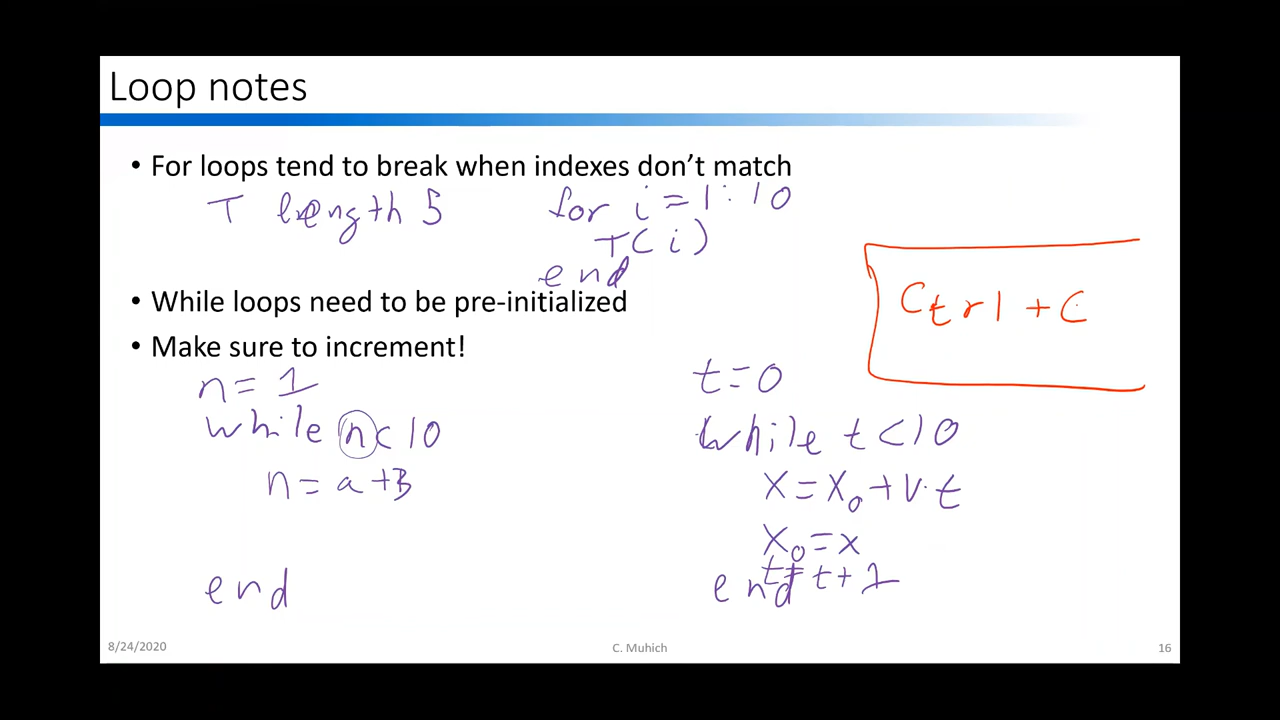 Loop notes
• For loops tend to break when indexes don’t match
T length 5
for i = 1:10
T(i)
end
• While loops need to be pre-initialized
• Make sure to increment!
Ctrl + C
n = 1
while n < 10
n = a + B
end
t = 0
while t < 10
x = x₀ + v · t
x₀ = x
t = t + 1
end
8/24/2020
C. Muhich
16